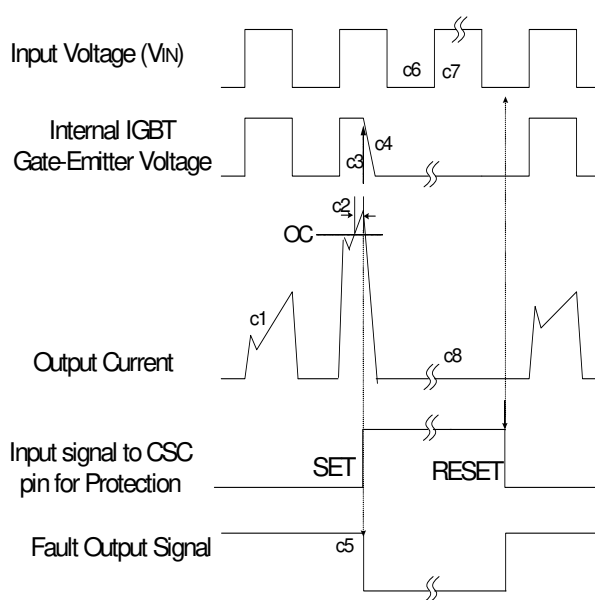 Input Voltage (VIN)
c6
c7
Internal IGBT
Gate-Emitter Voltage
c4
c3
c2
OC
c1
Output Current
c8
Input signal to CSC
pin for Protection
SET
RESET
Fault Output Signal
c5